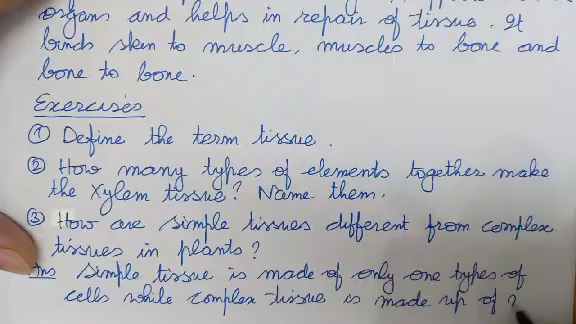 organs and helps in repair of tissue. It
binds skin to muscle, muscles to bone and
bone to bone.
Exercises
① Define the term tissue.
② How many types of elements together make
the Xylem tissue? Name them.
③ How are simple tissues different from complex
tissues in plants?
Ans Simple tissue is made of only one types of
cells while complex tissue is made up of